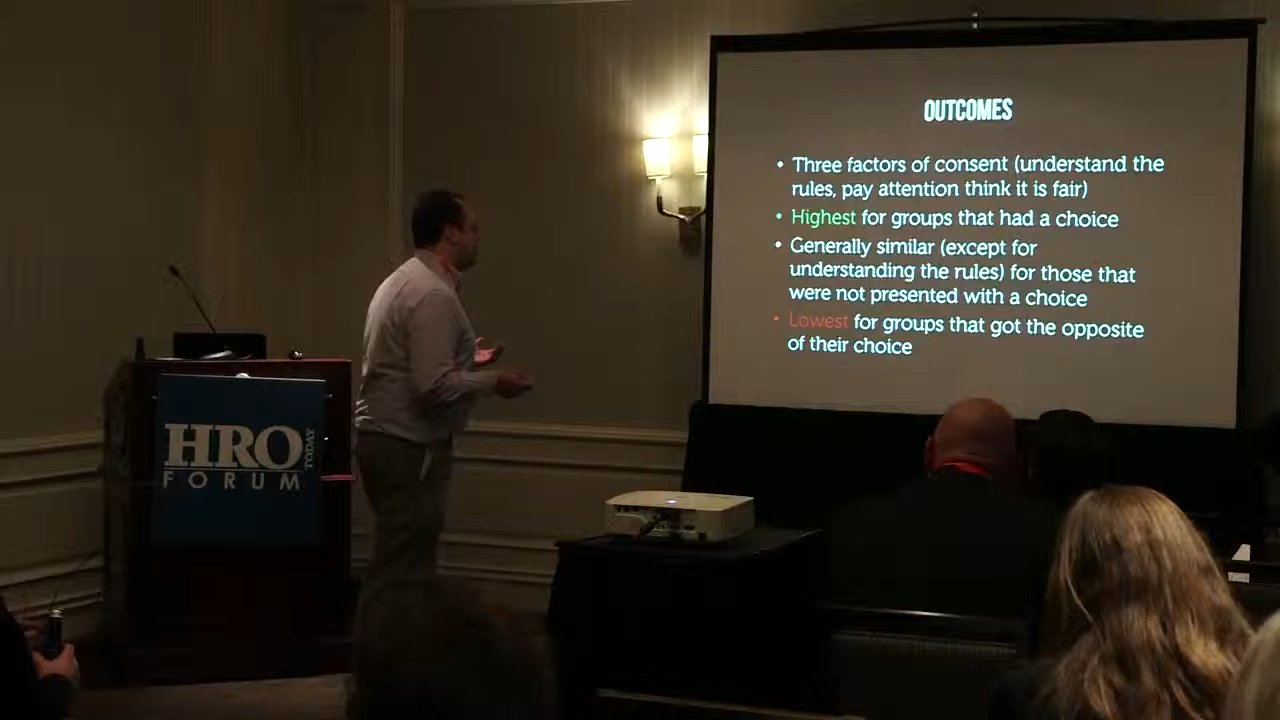 OUTCOMES
• Three factors of consent (understand the
rules, pay attention think it is fair)
• Highest for groups that had a choice
• Generally similar (except for
understanding the rules) for those that
were not presented with a choice
• Lowest for groups that got the opposite
of their choice
HRO TODAY
FORUM